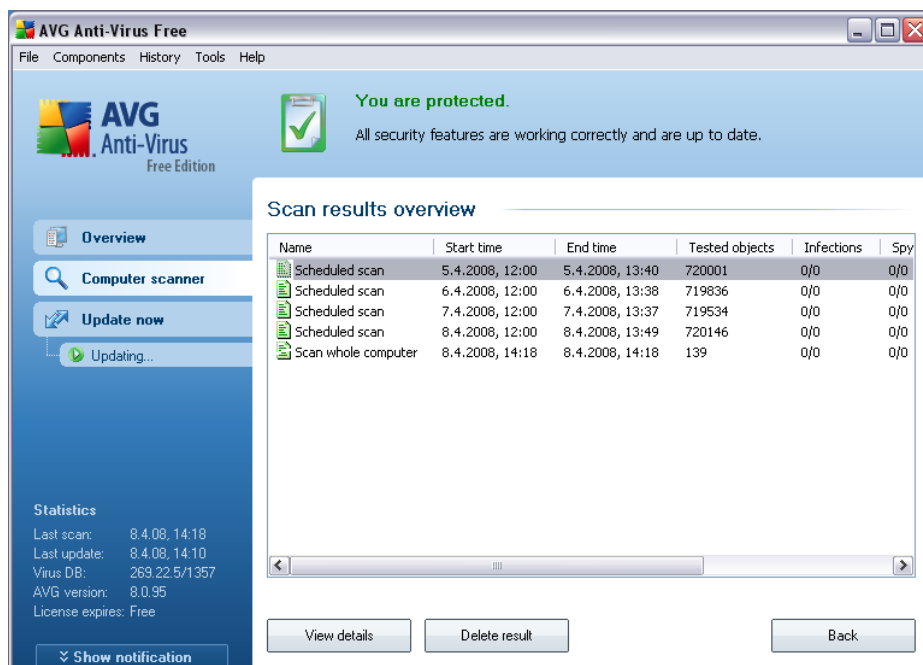 AVG Anti-Virus Free
File Components History Tools Help
AVG
Anti-Virus
Free Edition
You are protected.
All security features are working correctly and are up to date.
Overview
Computer scanner
Update now
Updating...
Scan results overview
Name Start time End time Tested objects Infections Spy
Scheduled scan 5.4.2008, 12:00 5.4.2008, 13:40 720001 0/0 0/0
Scheduled scan 6.4.2008, 12:00 6.4.2008, 13:38 719836 0/0 0/0
Scheduled scan 7.4.2008, 12:00 7.4.2008, 13:37 719534 0/0 0/0
Scheduled scan 8.4.2008, 12:00 8.4.2008, 13:49 720146 0/0 0/0
Scan whole computer 8.4.2008, 14:18 8.4.2008, 14:18 139 0/0 0/0
Statistics
Last scan: 8.4.08, 14:18
Last update: 8.4.08, 14:10
Virus DB: 269.22.5/1357
AVG version: 8.0.95
License expires: Free
Show notification
View details Delete result Back